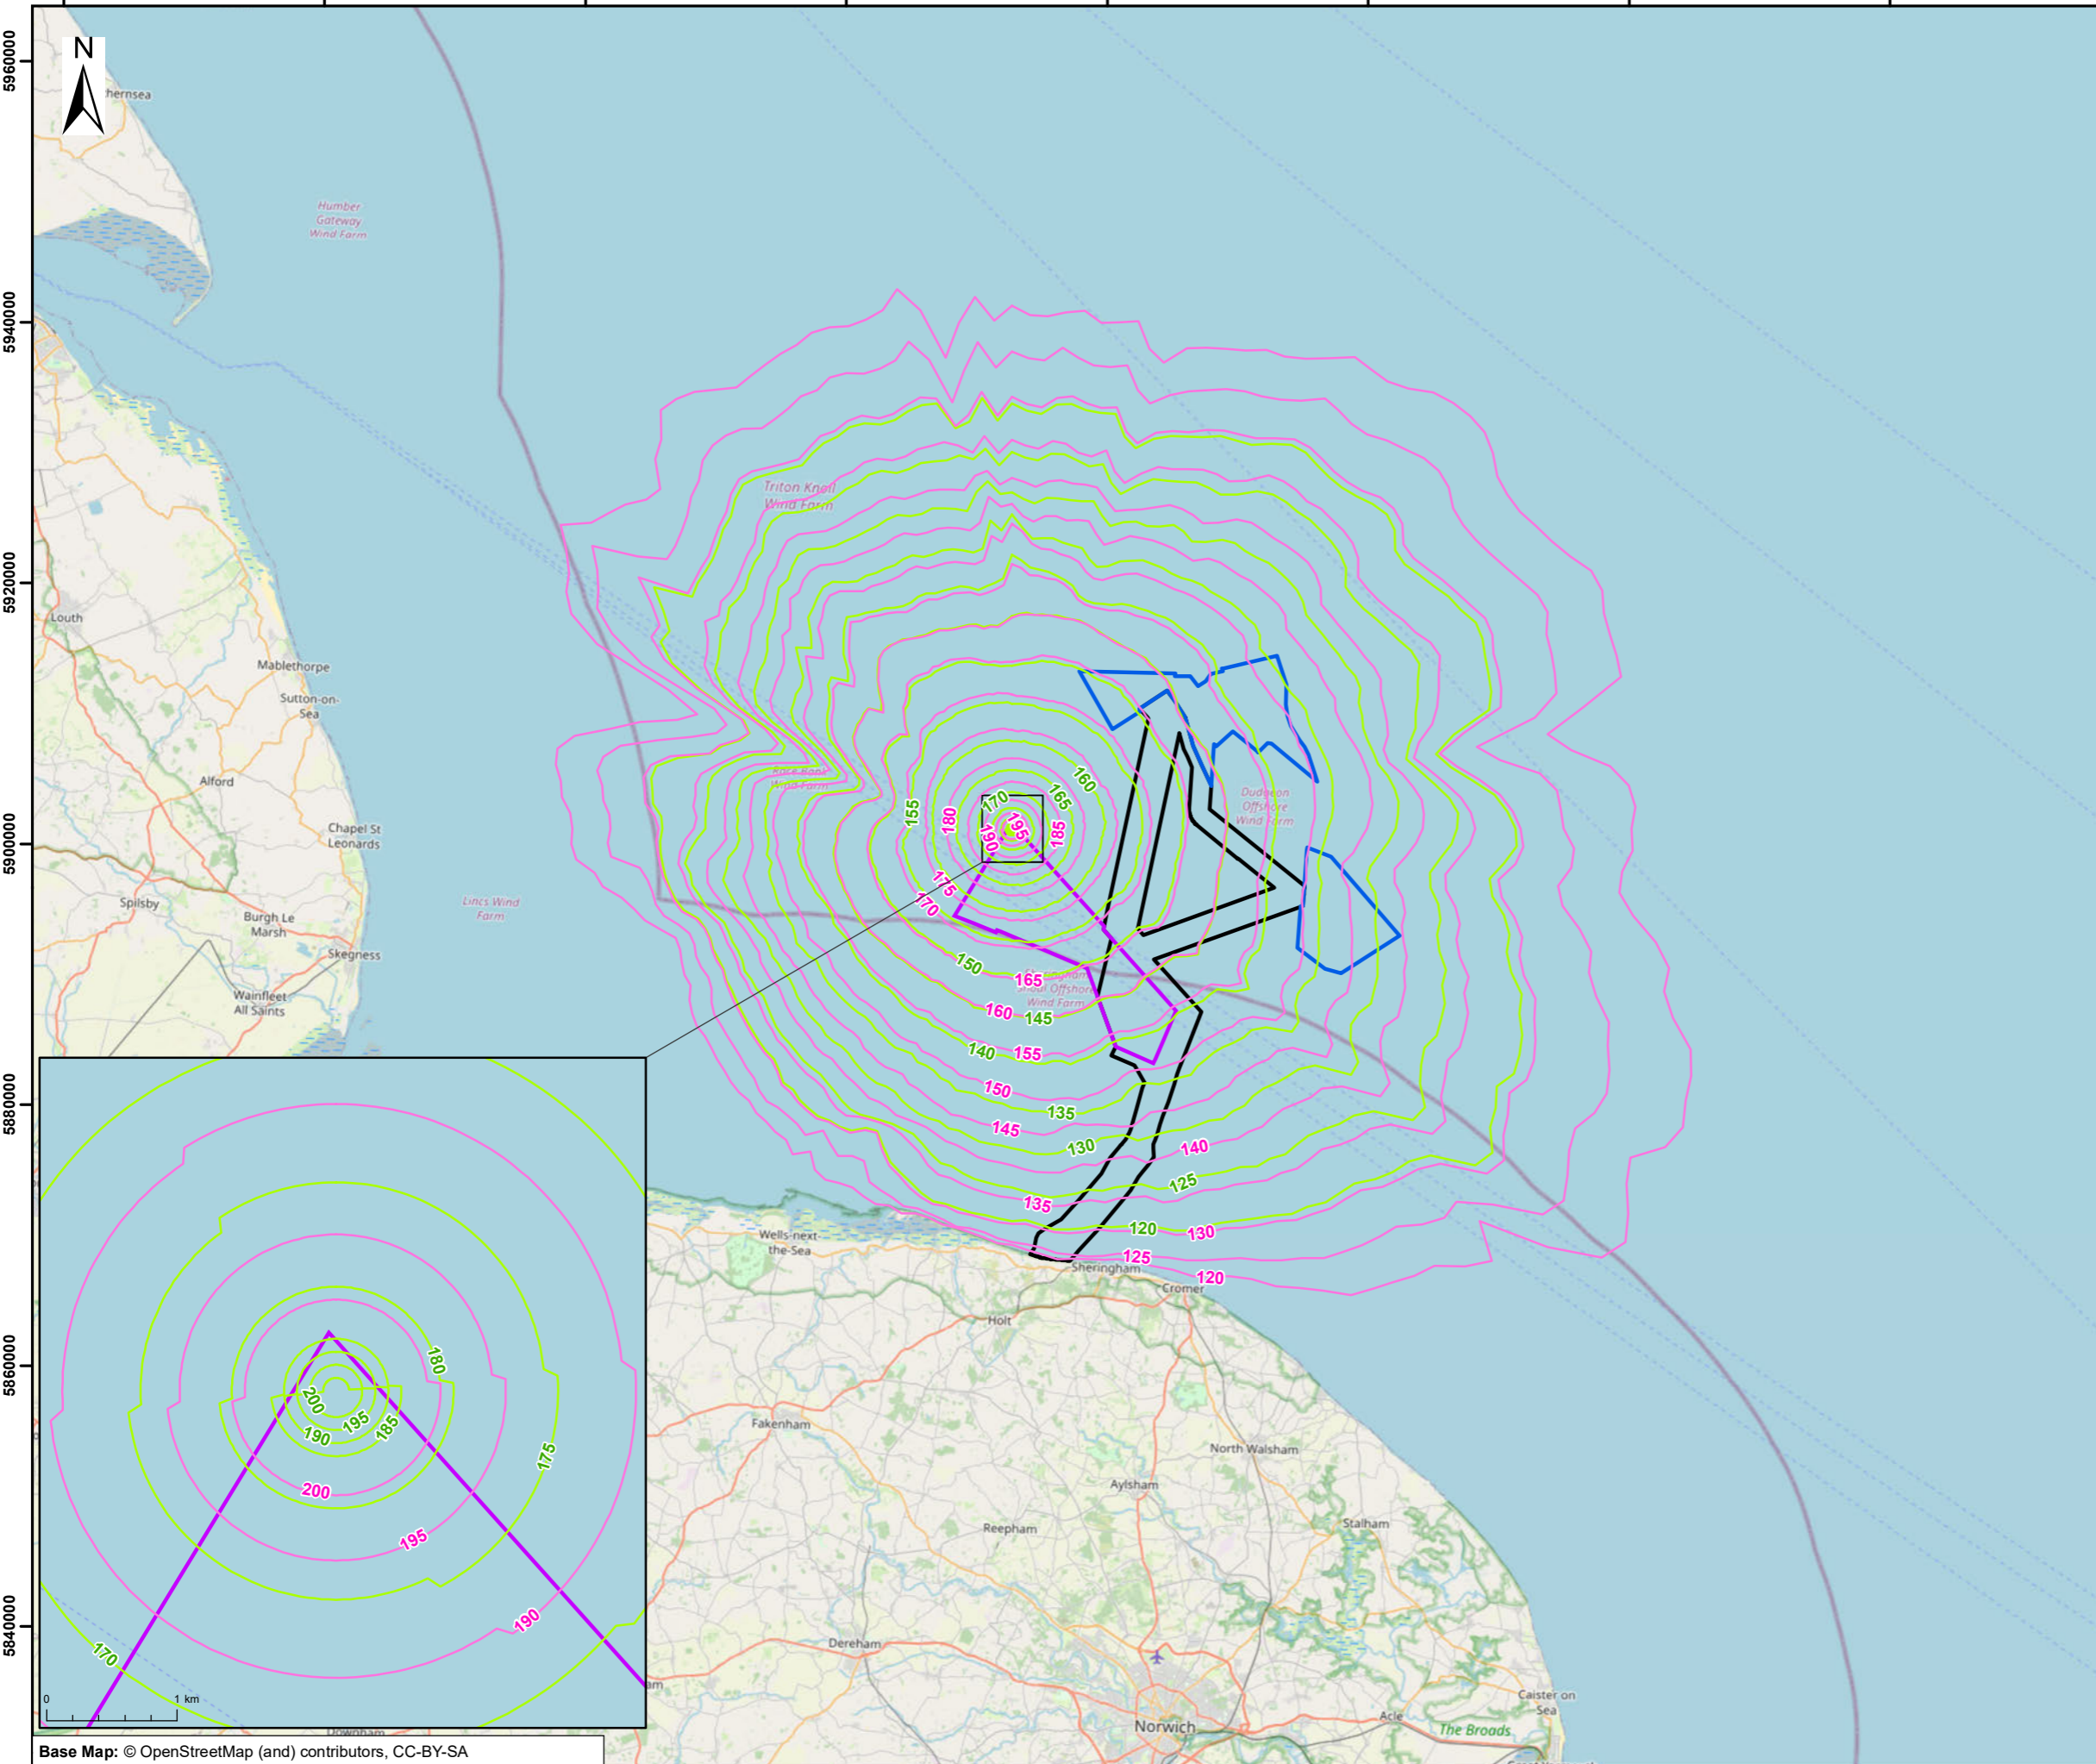 N
5960000
5940000
5920000
5900000
5880000
5860000
5840000
hernsea
Humber
Gateway
Wind Farm
Triton Knoll
Wind Farm
Louth
Mablethorpe
Sutton-on-
Sea
Alford
Race Bank
Wind Farm
Chapel St
Leonards
Dudgeon
Offshore
Wind Farm
Spilsby
Burgh Le
Marsh
Lincs Wind
Farm
Skegness
Wainfleet
All Saints
Sheringham
Shoal Offshore
Wind Farm
160
165
170
155
180
195
190
185
175
170
150
165
160
145
140
155
150
135
145
130
140
125
135
120
130
125
120
Wells-next-
the-Sea
Sheringham
Cromer
Holt
Fakenham
North Walsham
Aylsham
Reepham
Stalham
Dereham
Caister on
Sea
Acle
The Broads
Norwich
Downham
am
180
200
195
185
190
175
200
195
190
170
0
1 km
Base Map: © OpenStreetMap (and) contributors, CC-BY-SA